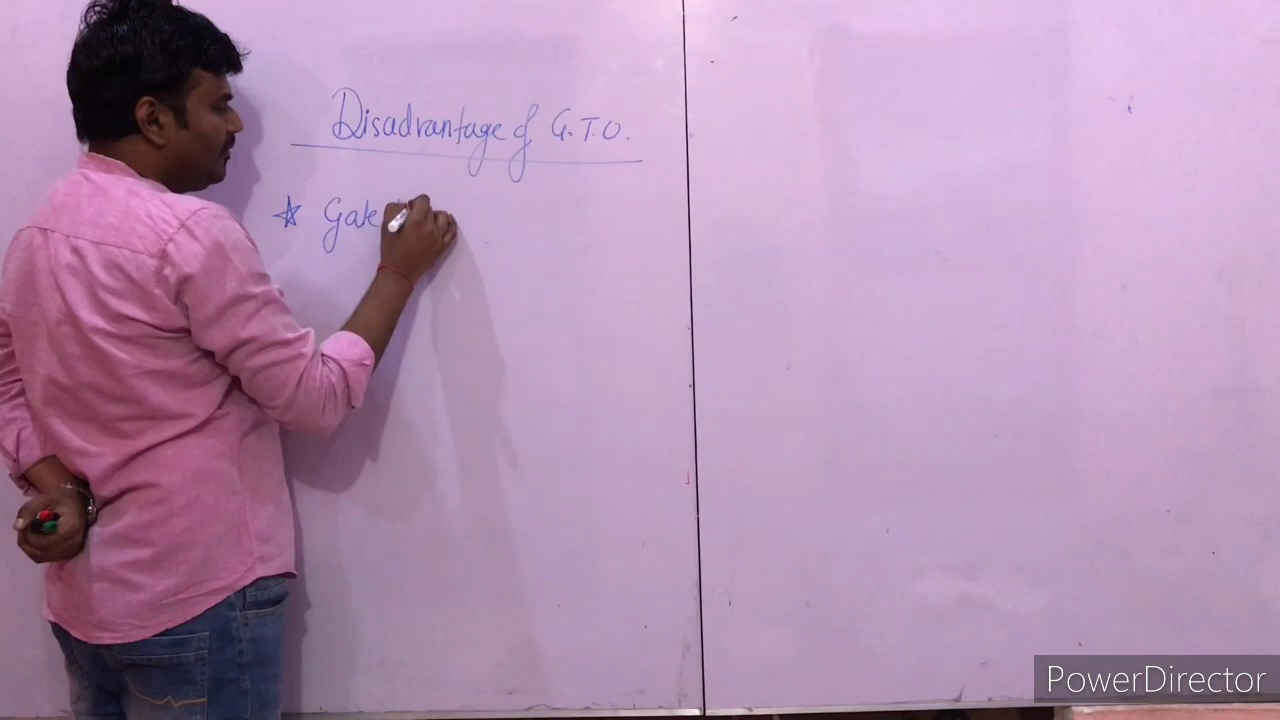 Disadvantage of G.T.O.
☆ Gate
PowerDirector